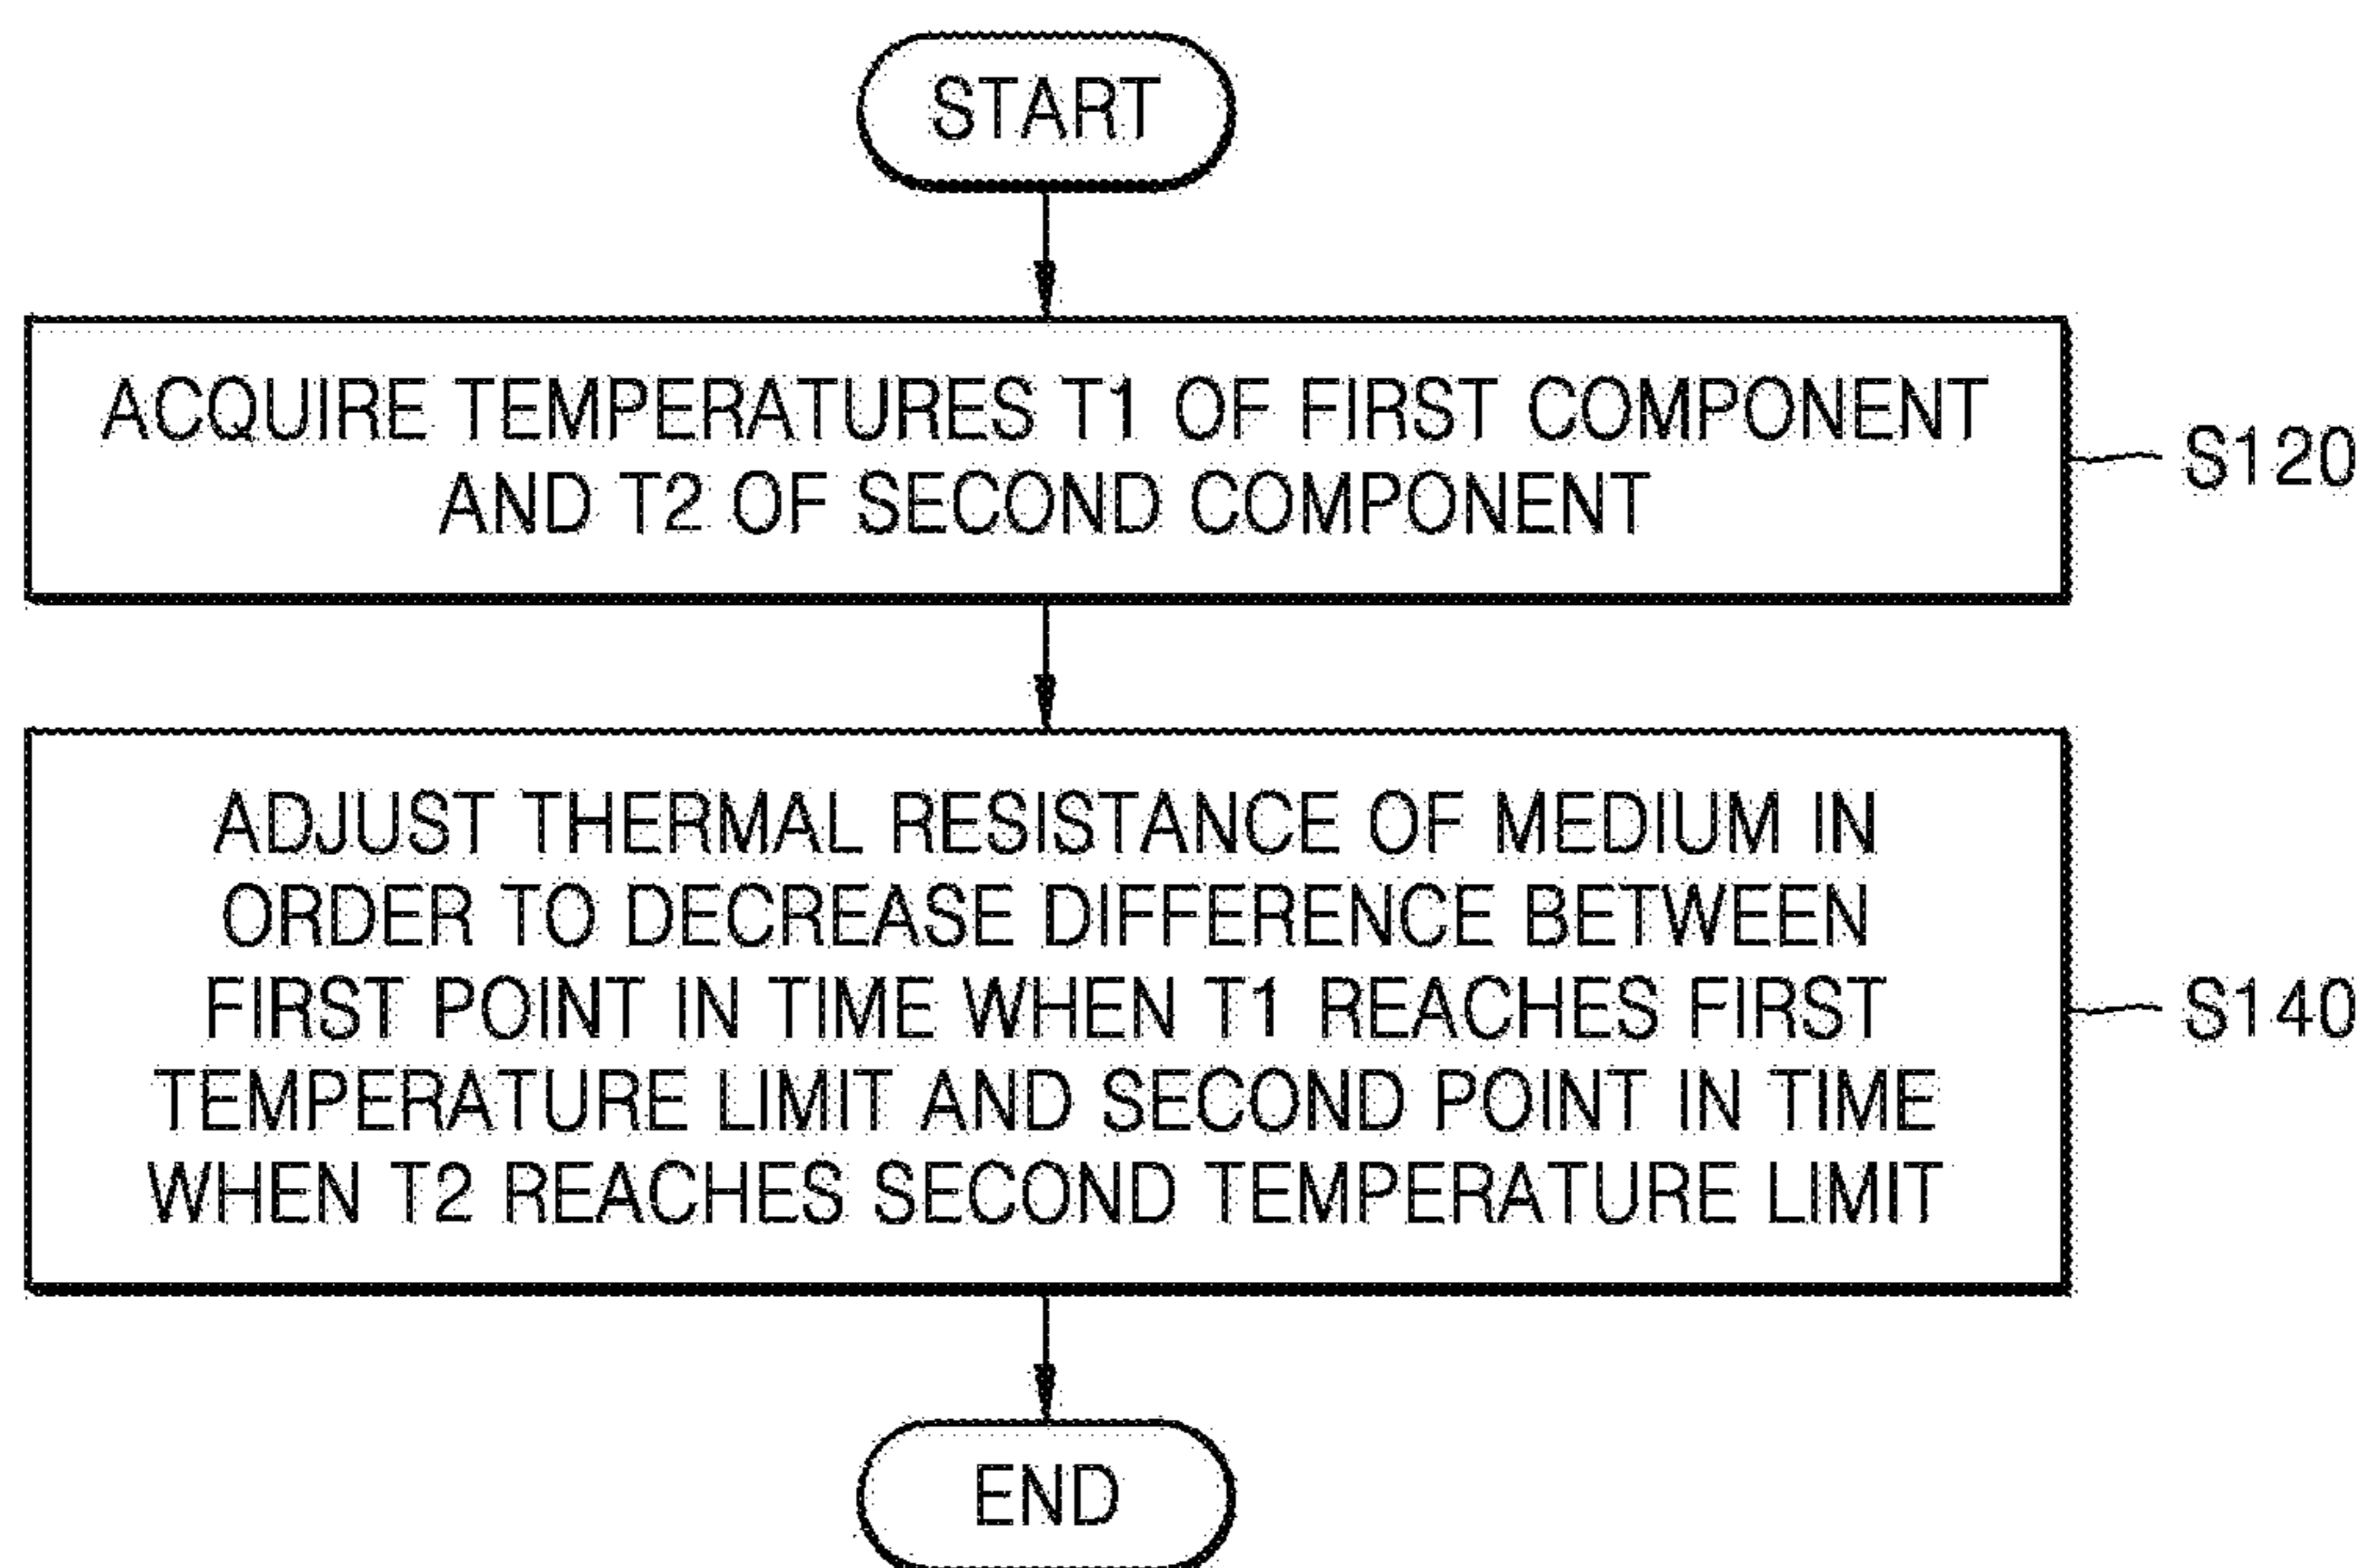 START
ACQUIRE TEMPERATURES T1 OF FIRST COMPONENT
AND T2 OF SECOND COMPONENT
S120
ADJUST THERMAL RESISTANCE OF MEDIUM IN
ORDER TO DECREASE DIFFERENCE BETWEEN
FIRST POINT IN TIME WHEN T1 REACHES FIRST
TEMPERATURE LIMIT AND SECOND POINT IN TIME
WHEN T2 REACHES SECOND TEMPERATURE LIMIT
S140
END